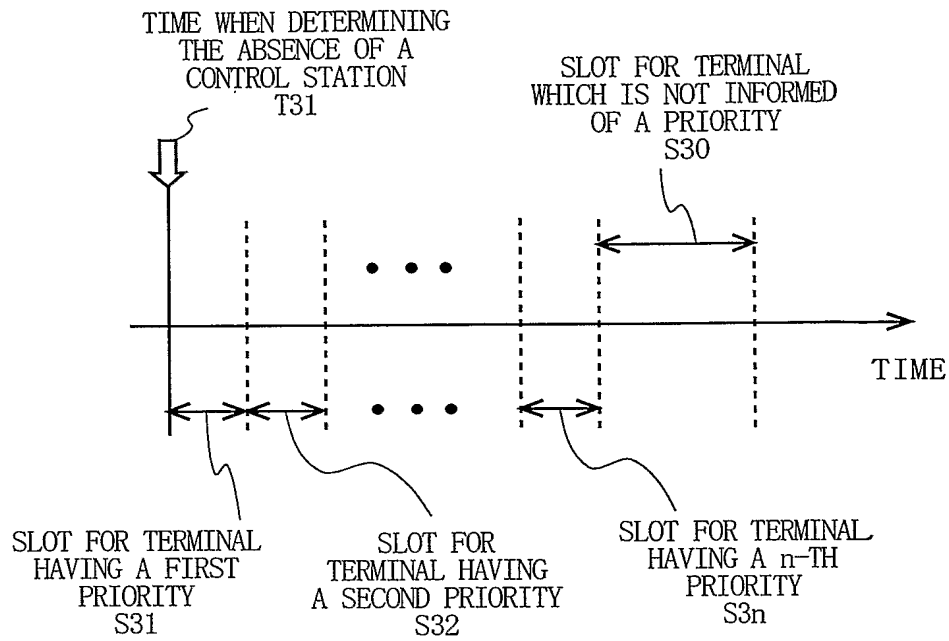 TIME WHEN DETERMINING
THE ABSENCE OF A
CONTROL STATION
T31
SLOT FOR TERMINAL
WHICH IS NOT INFORMED
OF A PRIORITY
S30
TIME
SLOT FOR TERMINAL
HAVING A FIRST
PRIORITY
S31
SLOT FOR
TERMINAL HAVING
A SECOND PRIORITY
S32
SLOT FOR TERMINAL
HAVING A n-TH
PRIORITY
S3n